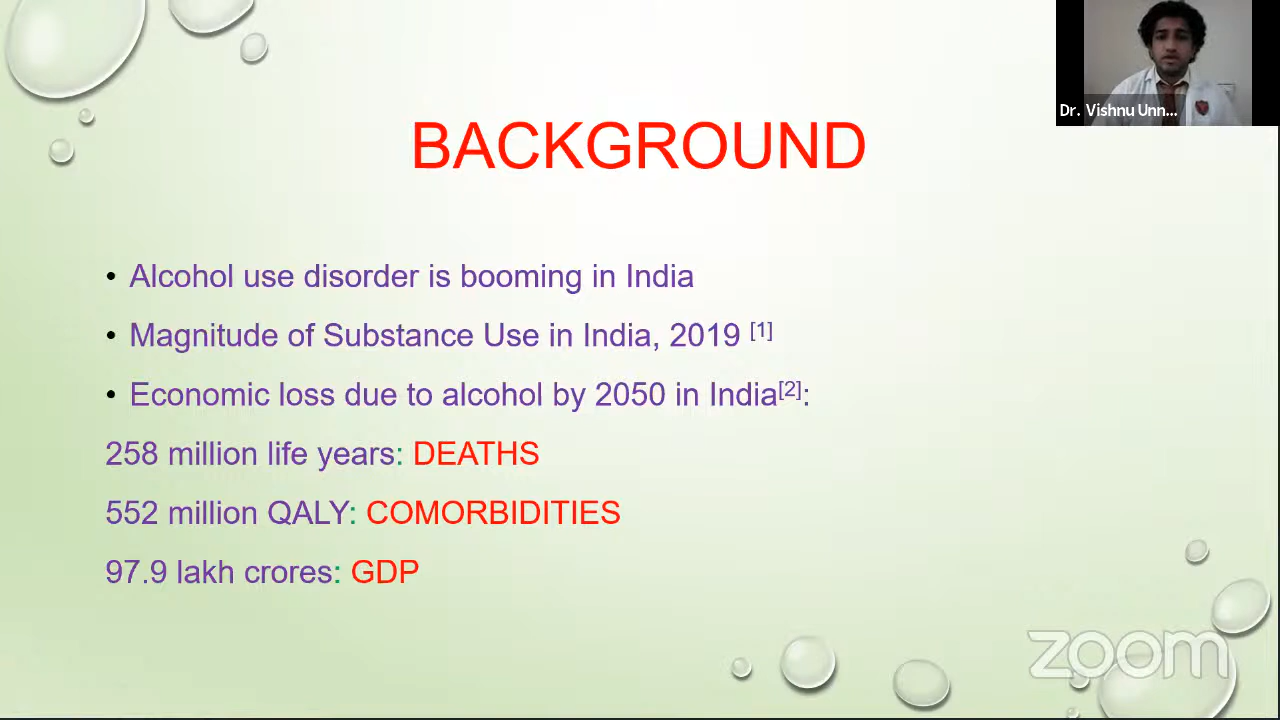 Dr. Vishnu Unn...
BACKGROUND
• Alcohol use disorder is booming in India
• Magnitude of Substance Use in India, 2019 [1]
• Economic loss due to alcohol by 2050 in India[2]:
258 million life years: DEATHS
552 million QALY: COMORBIDITIES
97.9 lakh crores: GDP
zoom